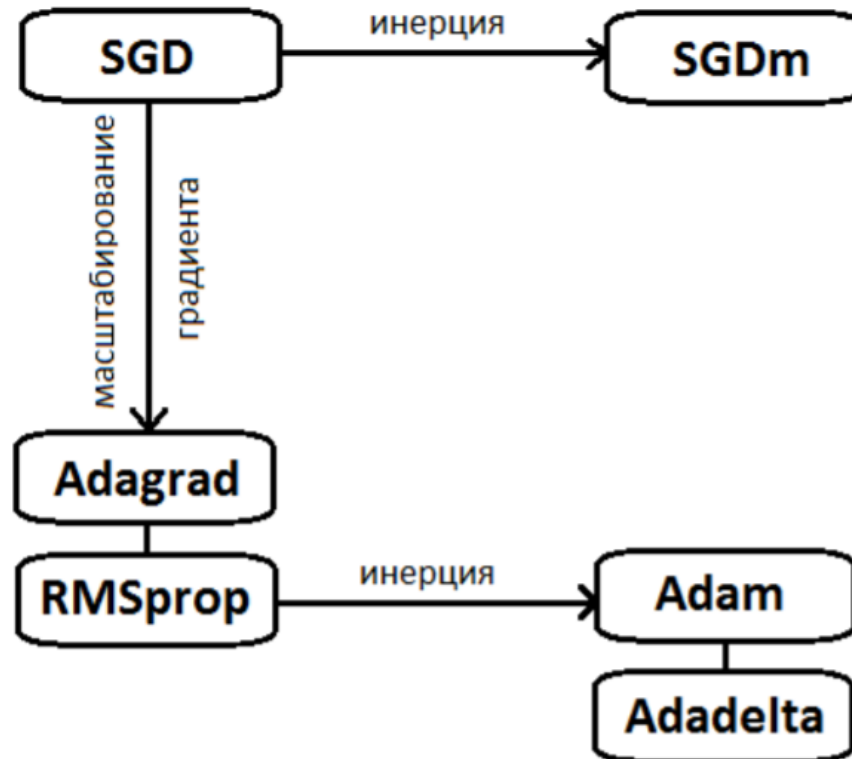 инерция
SGD
SGDm
масштабирование
градиента
Adagrad
RMSprop
инерция
Adam
Adadelta